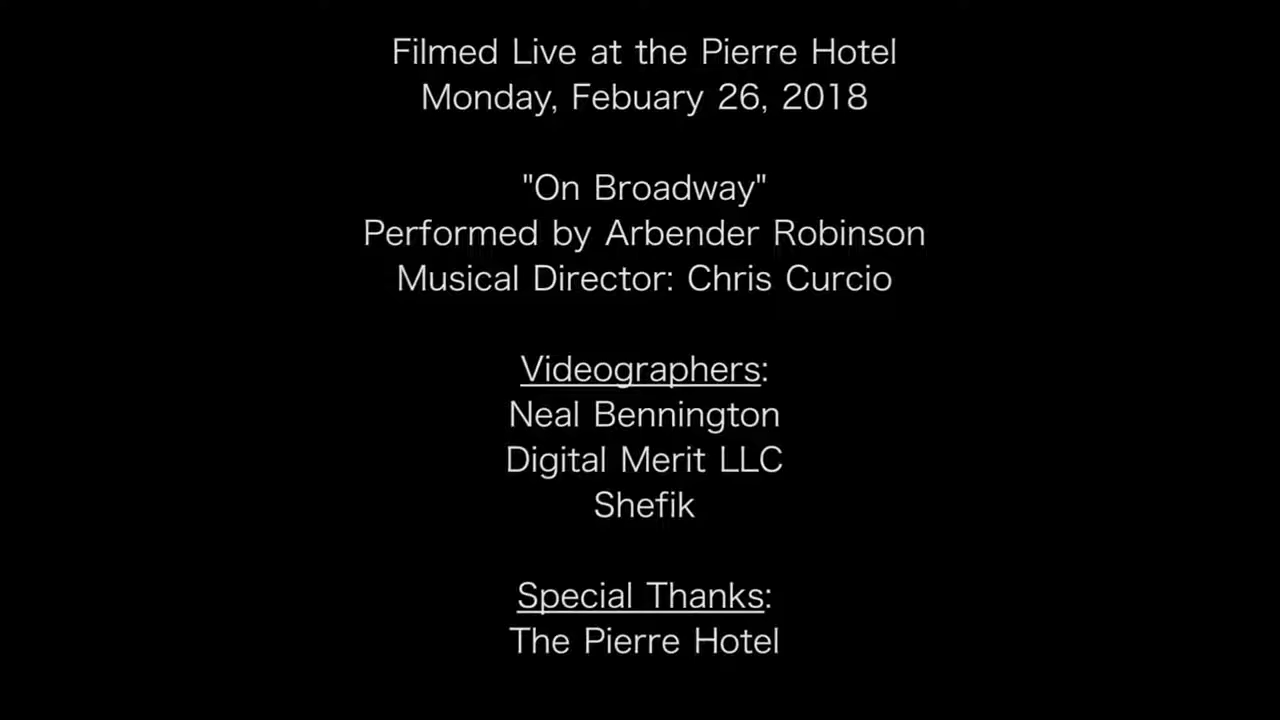 Filmed Live at the Pierre Hotel
Monday, Febuary 26, 2018
"On Broadway"
Performed by Arbender Robinson
Musical Director: Chris Curcio
Videographers:
Neal Bennington
Digital Merit LLC
Shefik
Special Thanks:
The Pierre Hotel